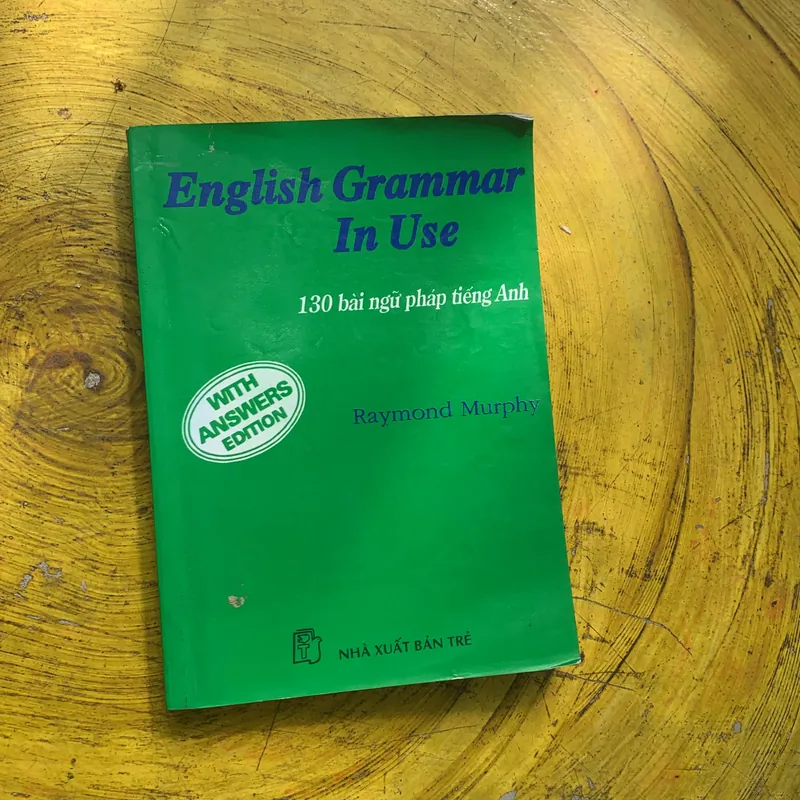 English Grammar
In Use
130 bài ngữ pháp tiếng Anh
WITH
ANSWERS
EDITION
Raymond Murphy
NHÀ XUẤT BẢN TRẺ